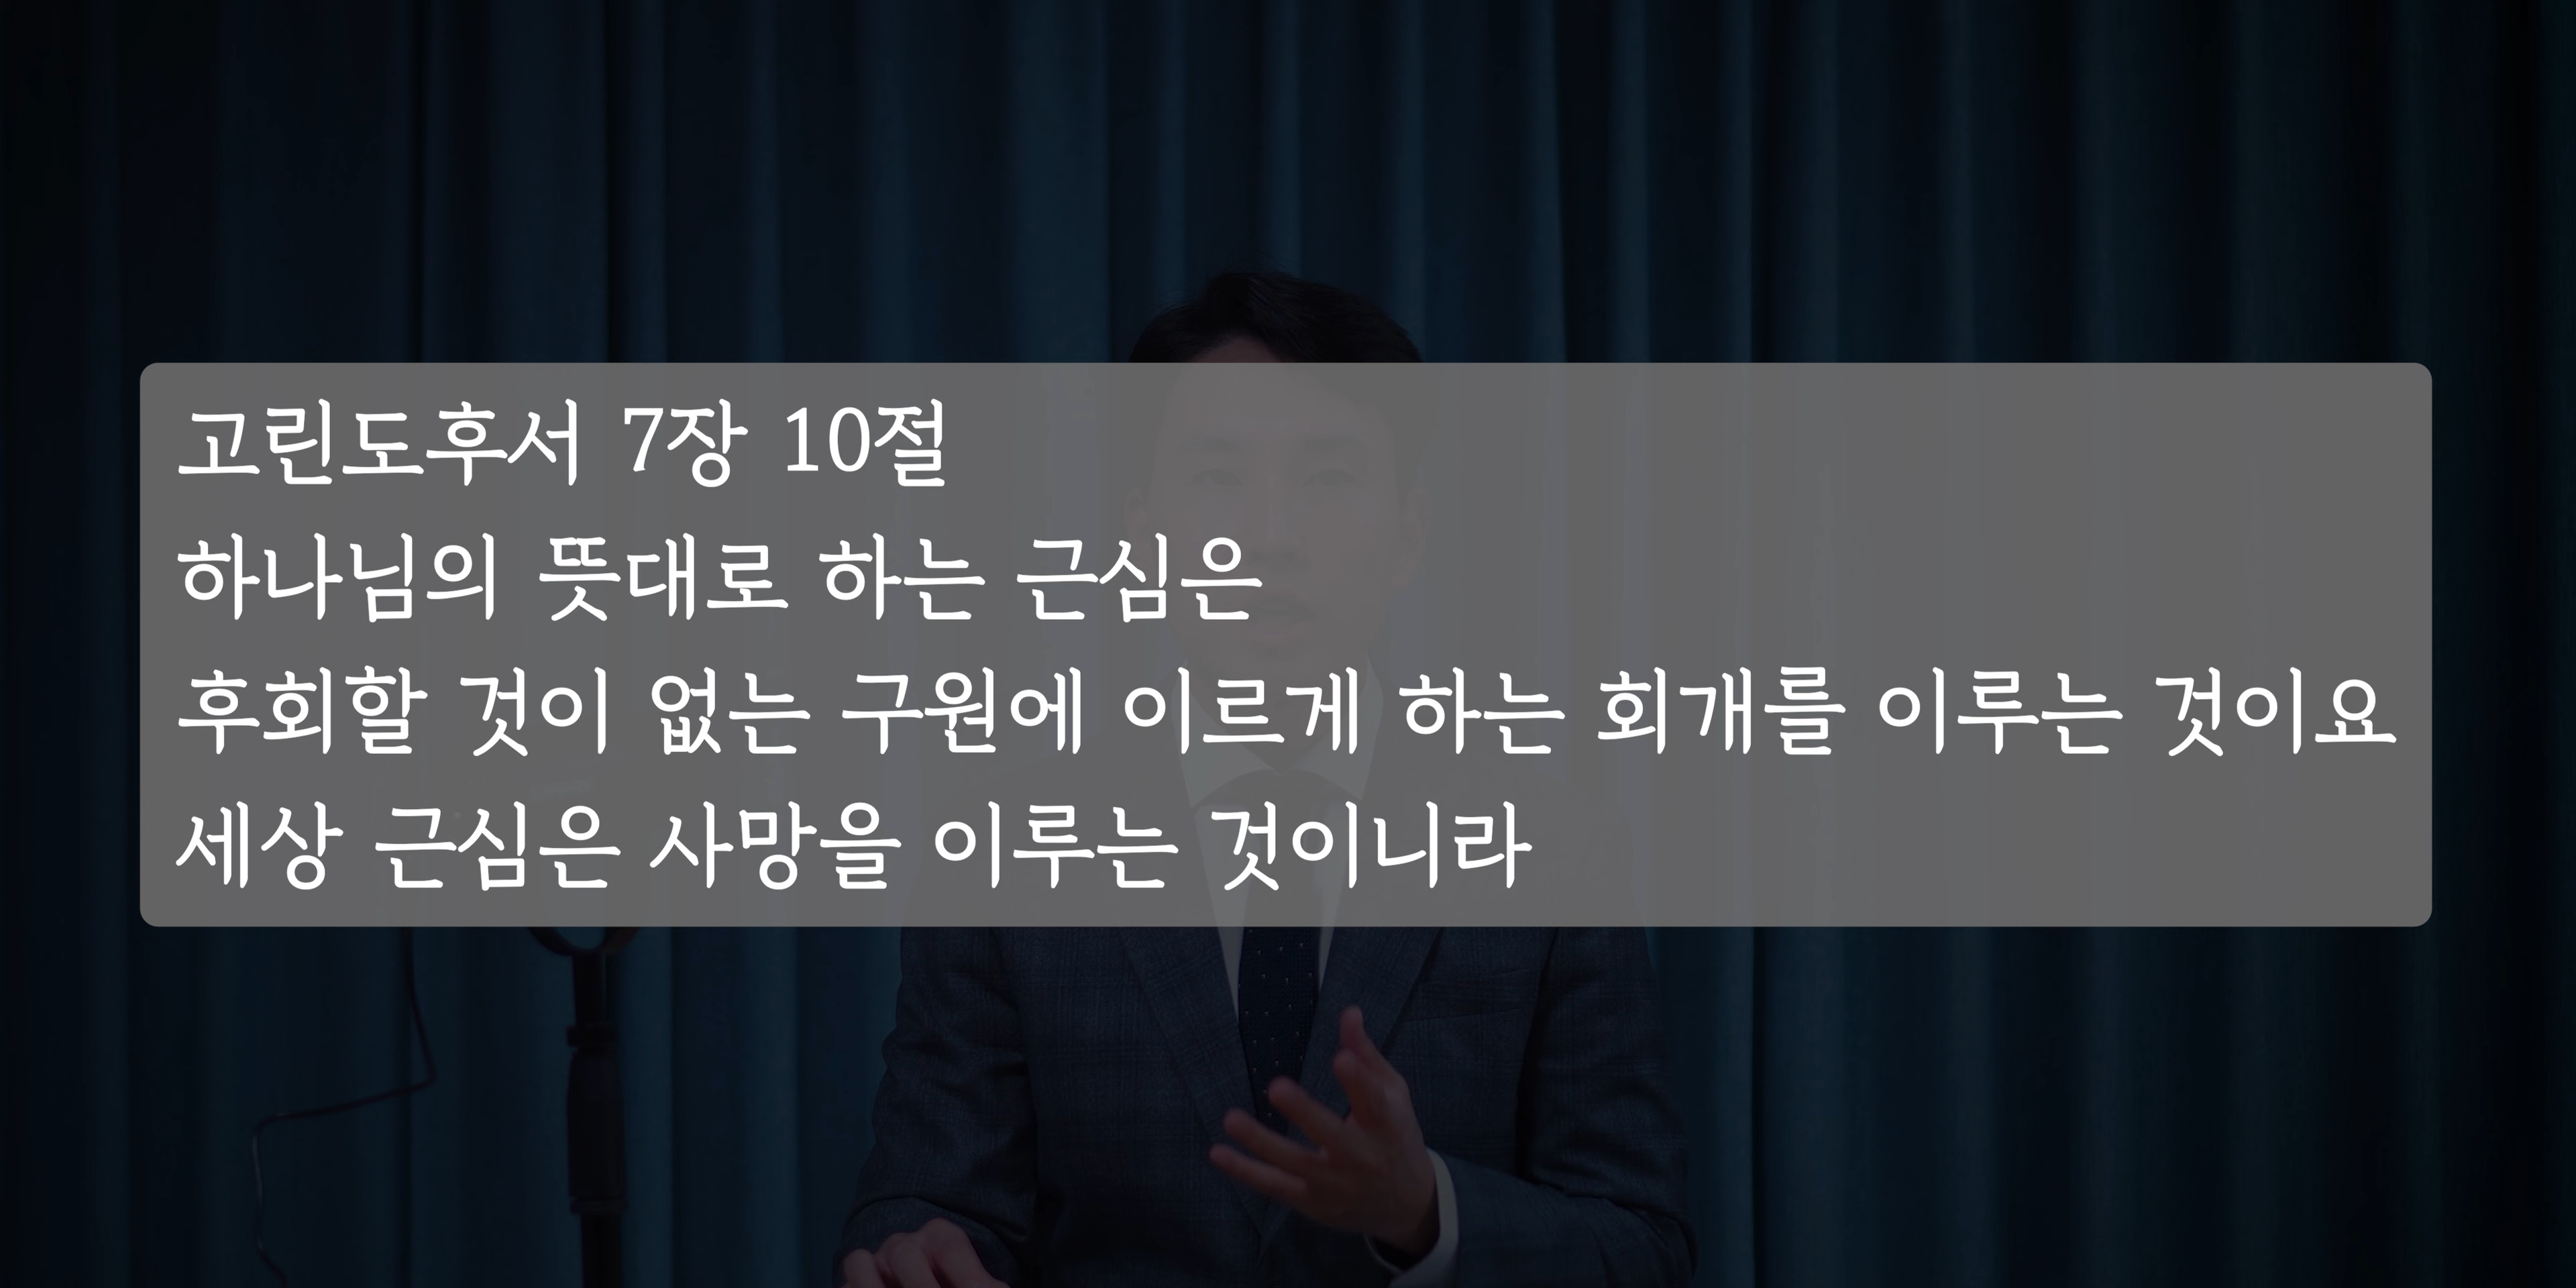 고린도후서 7장 10절
하나님의 뜻대로 하는 근심은
후회할 것이 없는 구원에 이르게 하는 회개를 이루는 것이요
세상 근심은 사망을 이루는 것이니라